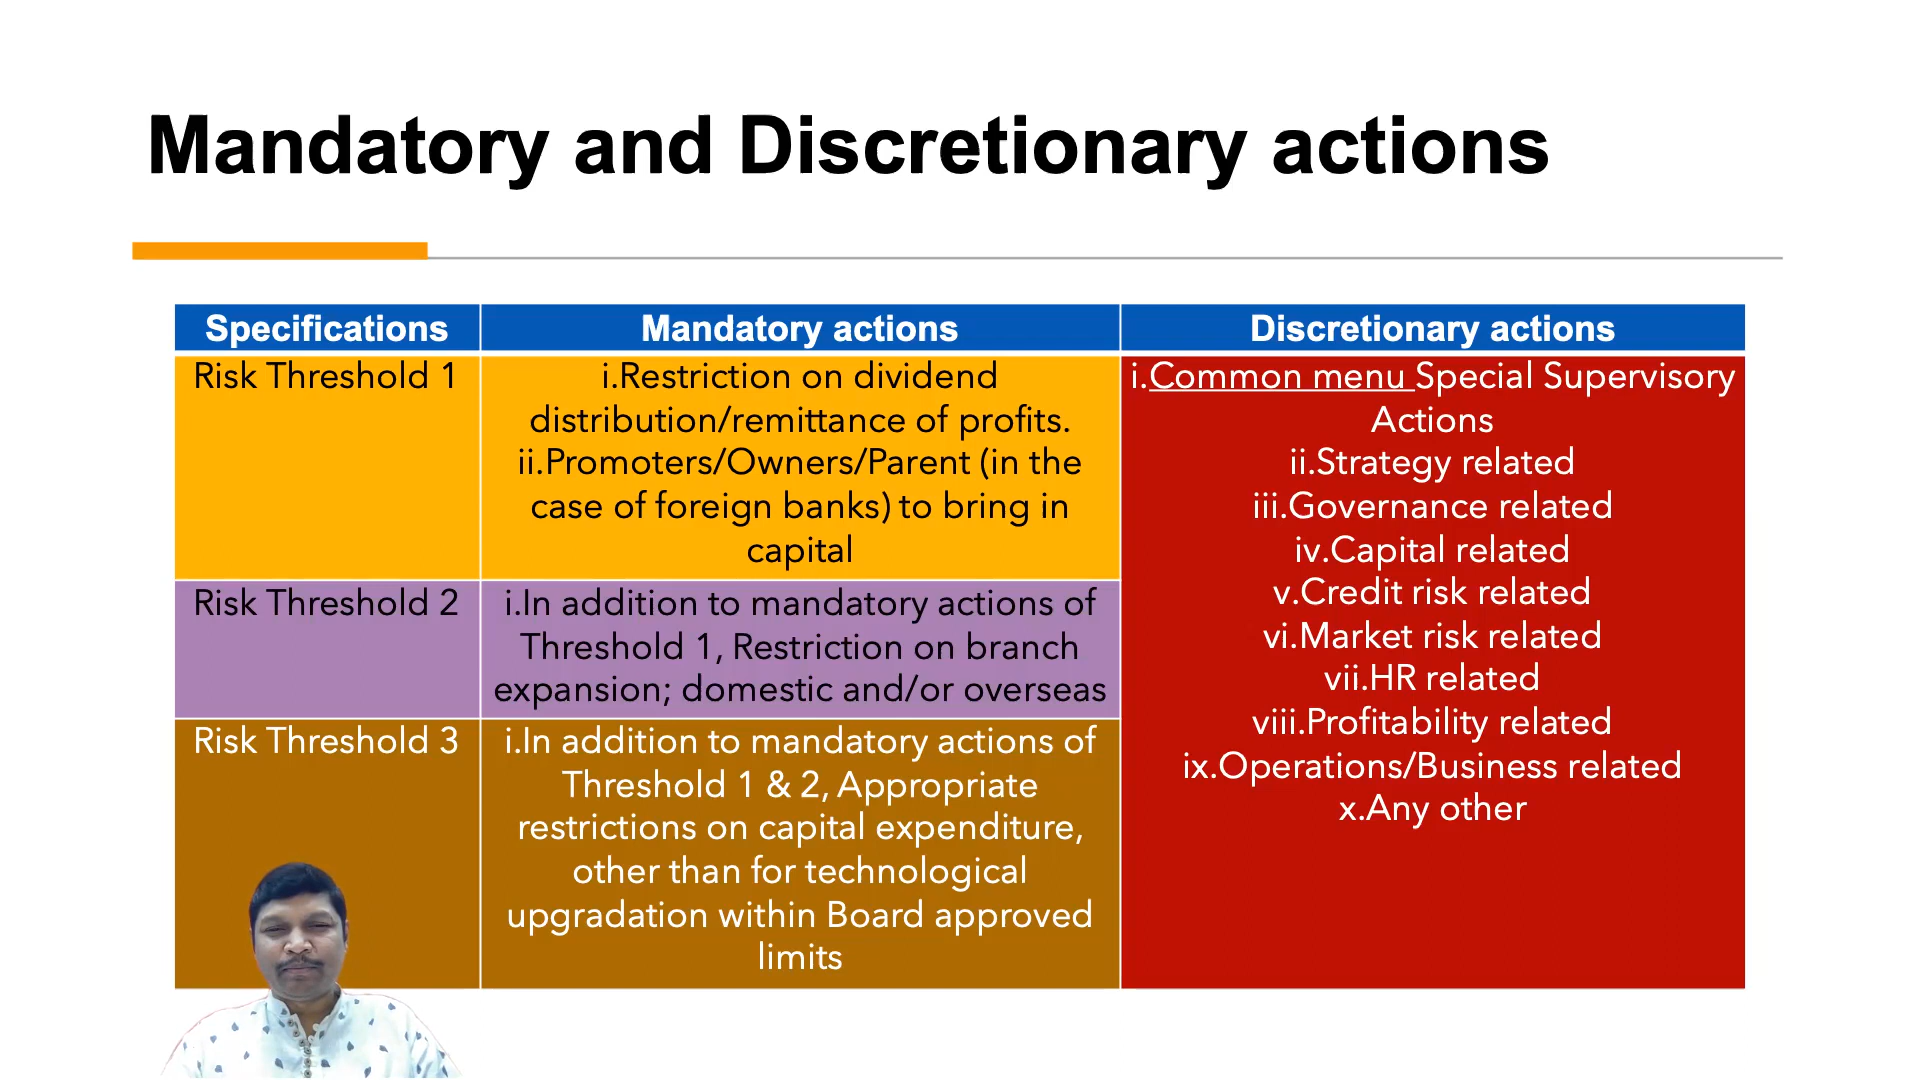 Mandatory and Discretionary actions
Specifications
Mandatory actions
Discretionary actions
Risk Threshold 1
i.Restriction on dividend
distribution/remittance of profits.
ii.Promoters/Owners/Parent (in the
case of foreign banks) to bring in
capital
Risk Threshold 2
i.In addition to mandatory actions of
Threshold 1, Restriction on branch
expansion; domestic and/or overseas
Risk Threshold 3
i.In addition to mandatory actions of
Threshold 1 & 2, Appropriate
restrictions on capital expenditure,
other than for technological
upgradation within Board approved
limits
i.Common menu Special Supervisory
Actions
ii.Strategy related
iii.Governance related
iv.Capital related
v.Credit risk related
vi.Market risk related
vii.HR related
viii.Profitability related
ix.Operations/Business related
x.Any other